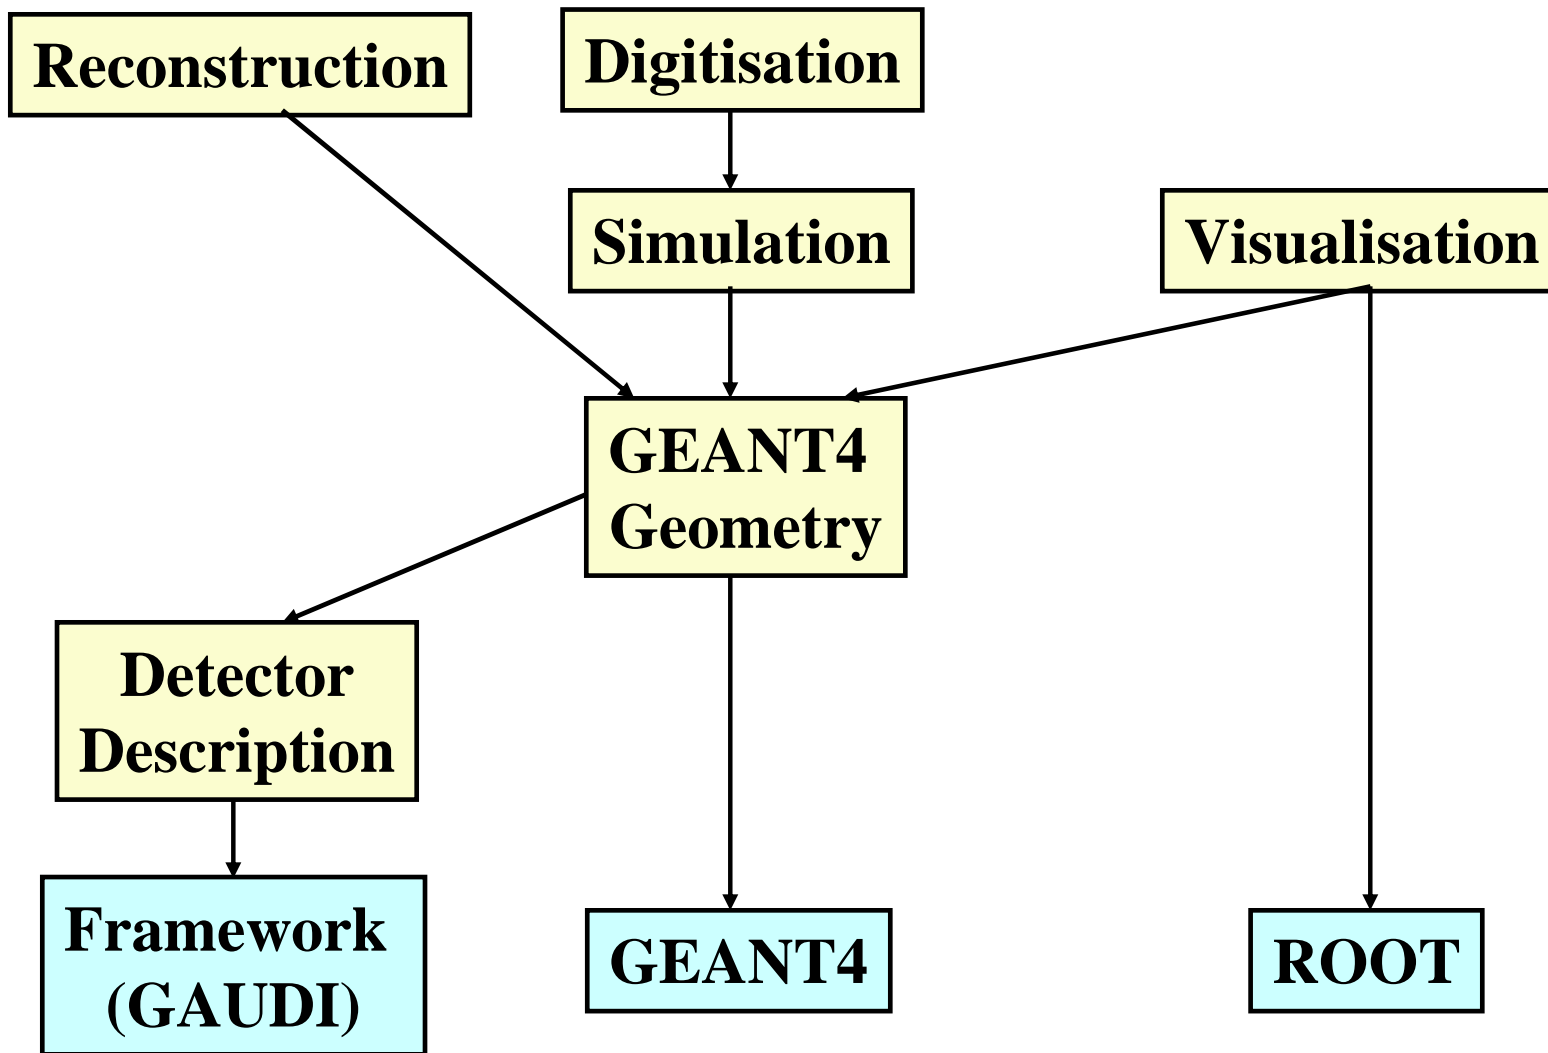 Reconstruction
Digitisation
Simulation
Visualisation
GEANT4
Geometry
Detector
Description
Framework
(GAUDI)
GEANT4
ROOT